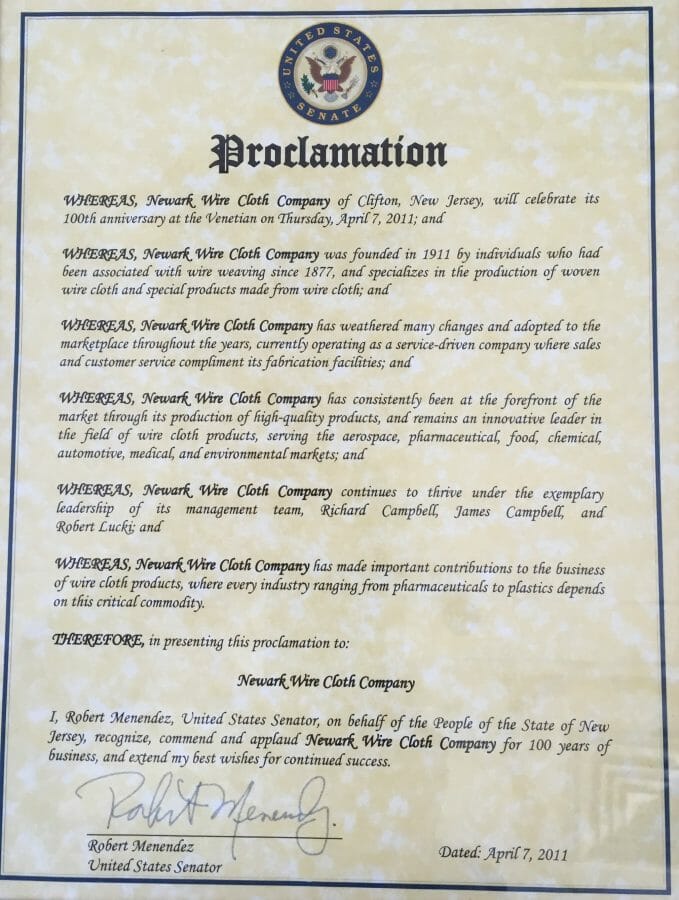 UNITED STATES
SENATE
Proclamation
WHEREAS, Newark Wire Cloth Company of Clifton, New Jersey, will celebrate its
100th anniversary at the Venetian on Thursday, April 7, 2011; and
WHEREAS, Newark Wire Cloth Company was founded in 1911 by individuals who had
been associated with wire weaving since 1877, and specializes in the production of woven
wire cloth and special products made from wire cloth; and
WHEREAS, Newark Wire Cloth Company has weathered many changes and adopted to the
marketplace throughout the years, currently operating as a service-driven company where sales
and customer service compliment its fabrication facilities; and
WHEREAS, Newark Wire Cloth Company has consistently been at the forefront of the
market through its production of high-quality products, and remains an innovative leader in
the field of wire cloth products, serving the aerospace, pharmaceutical, food, chemical,
automotive, medical, and environmental markets; and
WHEREAS, Newark Wire Cloth Company continues to thrive under the exemplary
leadership of its management team, Richard Campbell, James Campbell, and
Robert Lucki; and
WHEREAS, Newark Wire Cloth Company has made important contributions to the business
of wire cloth products, where every industry ranging from pharmaceuticals to plastics depends
on this critical commodity.
THEREFORE, in presenting this proclamation to:
Newark Wire Cloth Company
I, Robert Menendez, United States Senator, on behalf of the People of the State of New
Jersey, recognize, commend and applaud Newark Wire Cloth Company for 100 years of
business, and extend my best wishes for continued success.
Robert Menendez.
Robert Menendez
United States Senator
Dated: April 7, 2011